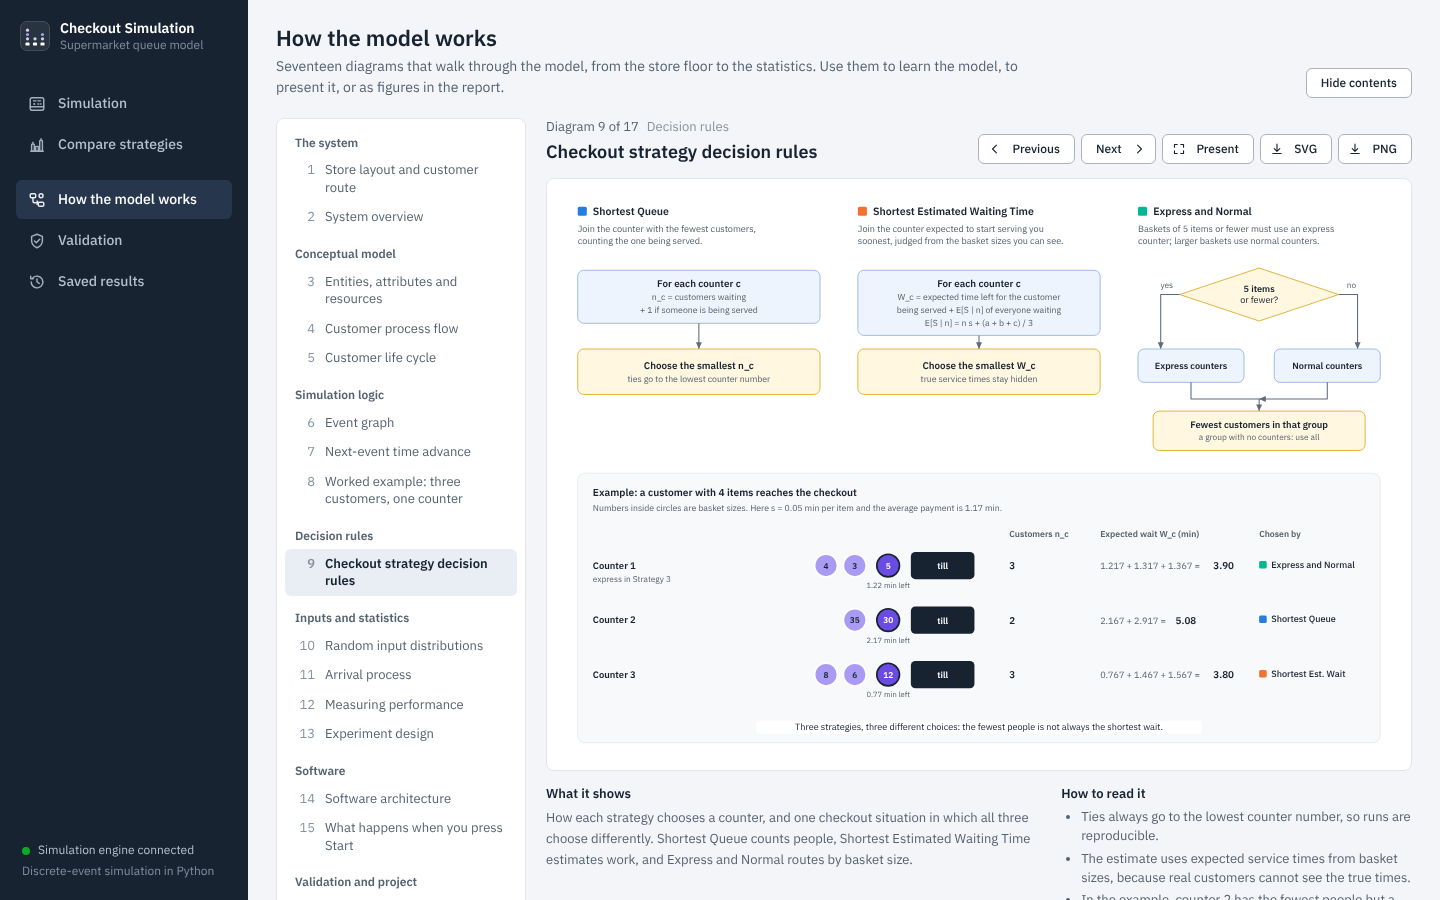 Checkout Simulation
Supermarket queue model
Simulation
Compare strategies
How the model works
Validation
Saved results
Simulation engine connected
Discrete-event simulation in Python
How the model works
Seventeen diagrams that walk through the model, from the store floor to the statistics. Use them to learn the model, to
present it, or as figures in the report.
Hide contents
The system
1 Store layout and customer
route
2 System overview
Conceptual model
3 Entities, attributes and
resources
4 Customer process flow
5 Customer life cycle
Simulation logic
6 Event graph
7 Next-event time advance
8 Worked example: three
customers, one counter
Decision rules
9 Checkout strategy decision
rules
Inputs and statistics
10 Random input distributions
11 Arrival process
12 Measuring performance
13 Experiment design
Software
14 Software architecture
15 What happens when you press
Start
Validation and project
Diagram 9 of 17 Decision rules
Checkout strategy decision rules
Previous
Next
Present
SVG
PNG
Shortest Queue
Join the counter with the fewest customers,
counting the one being served.
For each counter c
n_c = customers waiting
+ 1 if someone is being served
Choose the smallest n_c
ties go to the lowest counter number
Shortest Estimated Waiting Time
Join the counter expected to start serving you
soonest, judged from the basket sizes you can see.
For each counter c
W_c = expected time left for the customer
being served + E[S | n] of everyone waiting
E[S | n] = n s + (a + b + c) / 3
Choose the smallest W_c
true service times stay hidden
Express and Normal
Baskets of 5 items or fewer must use an express
counter; larger baskets use normal counters.
yes
5 items
or fewer?
no
Express counters
Normal counters
Fewest customers in that group
a group with no counters: use all
Example: a customer with 4 items reaches the checkout
Numbers inside circles are basket sizes. Here s = 0.05 min per item and the average payment is 1.17 min.
Customers n_c Expected wait W_c (min) Chosen by
Counter 1
express in Strategy 3
4 3 5 till
1.22 min left
3 1.217 + 1.317 + 1.367 = 3.90 Express and Normal
Counter 2
35 30 till
2.17 min left
2 2.167 + 2.917 = 5.08 Shortest Queue
Counter 3
8 6 12 till
0.77 min left
3 0.767 + 1.467 + 1.567 = 3.80 Shortest Est. Wait
Three strategies, three different choices: the fewest people is not always the shortest wait.
What it shows
How each strategy chooses a counter, and one checkout situation in which all three
choose differently. Shortest Queue counts people, Shortest Estimated Waiting Time
estimates work, and Express and Normal routes by basket size.
How to read it
• Ties always go to the lowest counter number, so runs are
reproducible.
• The estimate uses expected service times from basket
sizes, because real customers cannot see the true times.
• In the example, counter 2 has the fewest people but a